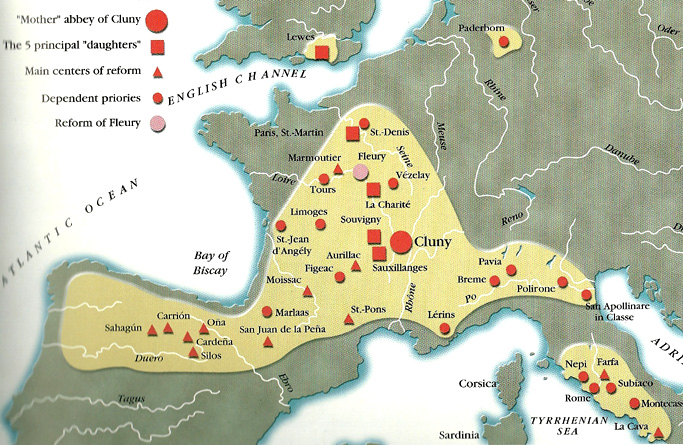 "Mother" abbey of Cluny
The 5 principal "daughters"
Main centers of reform
Dependent priories
Reform of Fleury
Lewes
Paderborn
Oder
ENGLISH CHANNEL
Rhine
Meuse
Paris, St.-Martin
St.-Denis
Seine
Danube
Marmoutier
Fleury
Vézelay
Loire
Tours
La Charité
ATLANTIC OCEAN
Limoges
Souvigny
Reno
St.-Jean
d'Angély
Cluny
Bay of
Biscay
Aurillac
Sauxillanges
Figeac
Pavia
Moissac
Breme
Polirone
Po
Rhône
San Apollinare
in Classe
Carrión
Oña
Marlaas
St.-Pons
Lérins
Sahagún
San Juan de la Peña
Cardeña
Silos
Duero
Ebro
Nepi
Farfa
Corsica
Subiaco
Tagus
Rome
Montecass
TYRRHENIAN
SEA
La Cava
Sardinia
ADRI